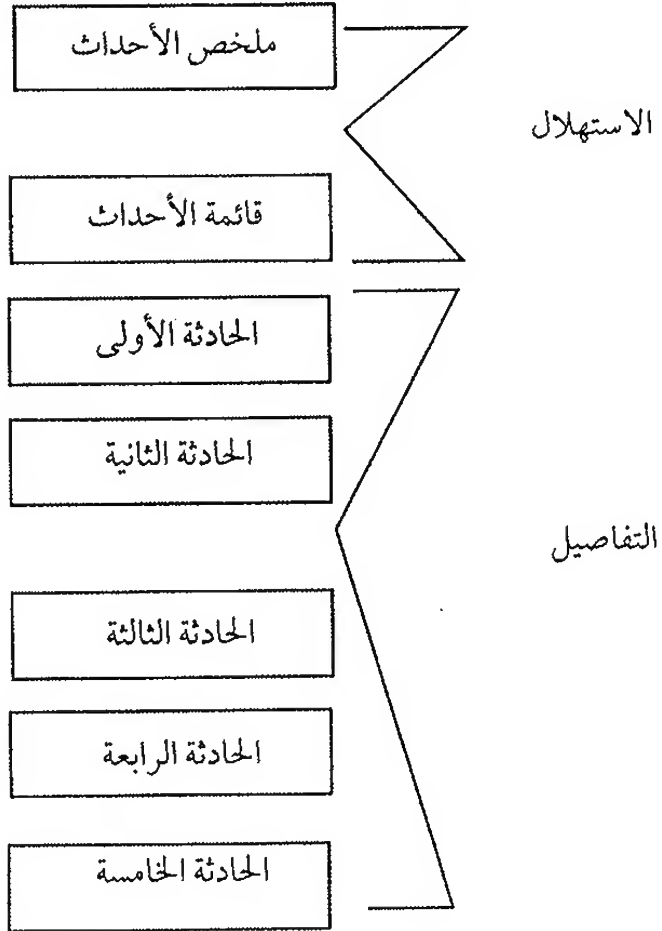 ملخص الأحداث
الاستهلال
قائمة الأحداث
الحادثة الأولى
الحادثة الثانية
التفاصيل
الحادثة الثالثة
الحادثة الرابعة
الحادثة الخامسة